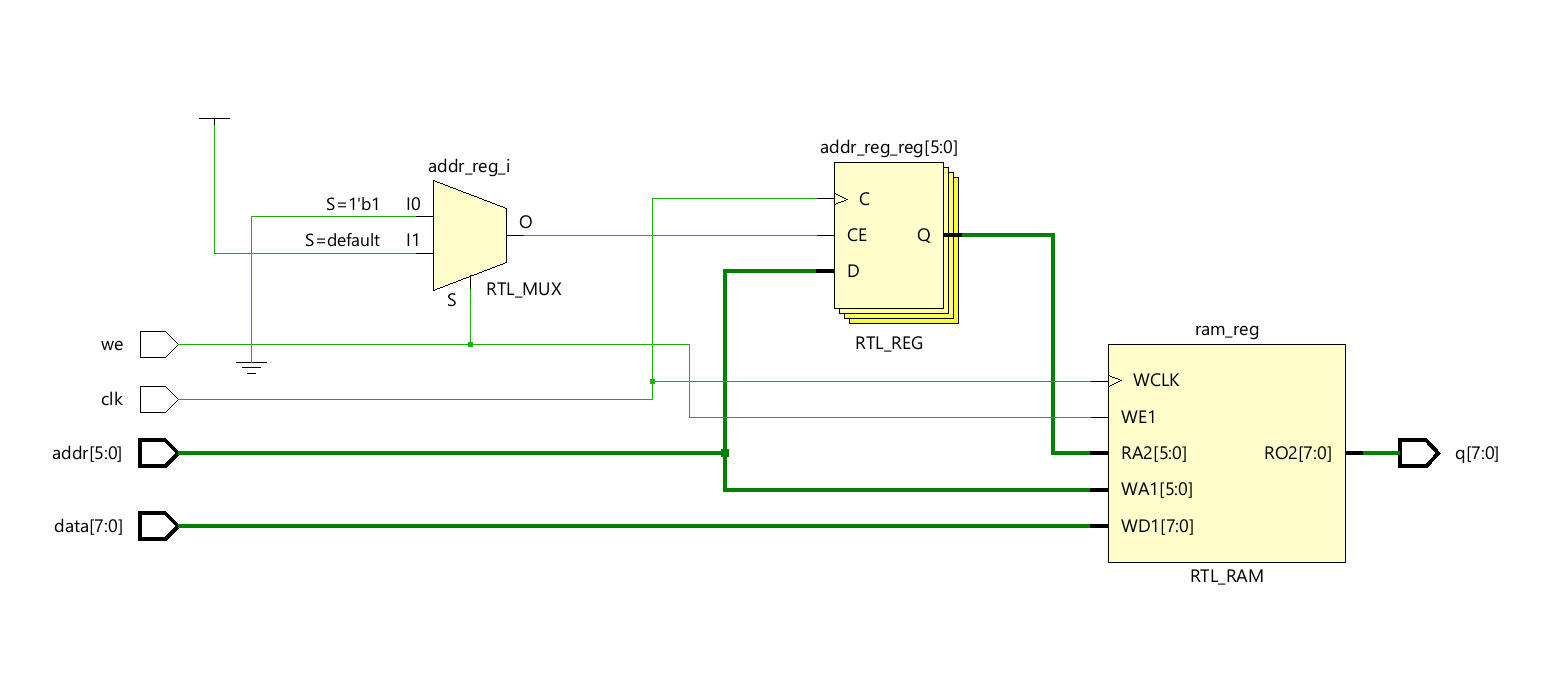 addr_reg_reg[5:0]
addr_reg_i
S=1'b1 I0
S=default I1
O
S
RTL_MUX
C
CE Q
D
RTL_REG
we
clk
addr[5:0]
data[7:0]
ram_reg
WCLK
WE1
RA2[5:0] RO2[7:0]
WA1[5:0]
WD1[7:0]
RTL_RAM
q[7:0]